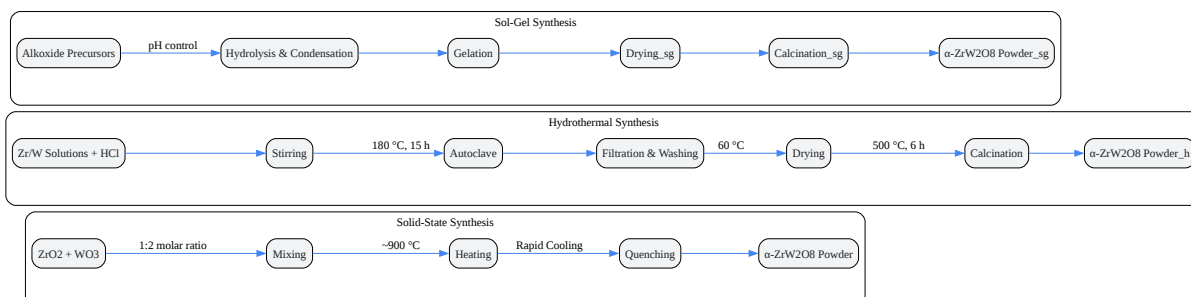 Sol-Gel Synthesis
Alkoxide Precursors
pH control
Hydrolysis & Condensation
Gelation
Drying_sg
Calcination_sg
α-ZrW2O8 Powder_sg
Hydrothermal Synthesis
Zr/W Solutions + HCl
Stirring
180 °C, 15 h
Autoclave
Filtration & Washing
60 °C
Drying
500 °C, 6 h
Calcination
α-ZrW2O8 Powder_h
Solid-State Synthesis
ZrO2 + WO3
1:2 molar ratio
Mixing
~900 °C
Heating
Rapid Cooling
Quenching
α-ZrW2O8 Powder